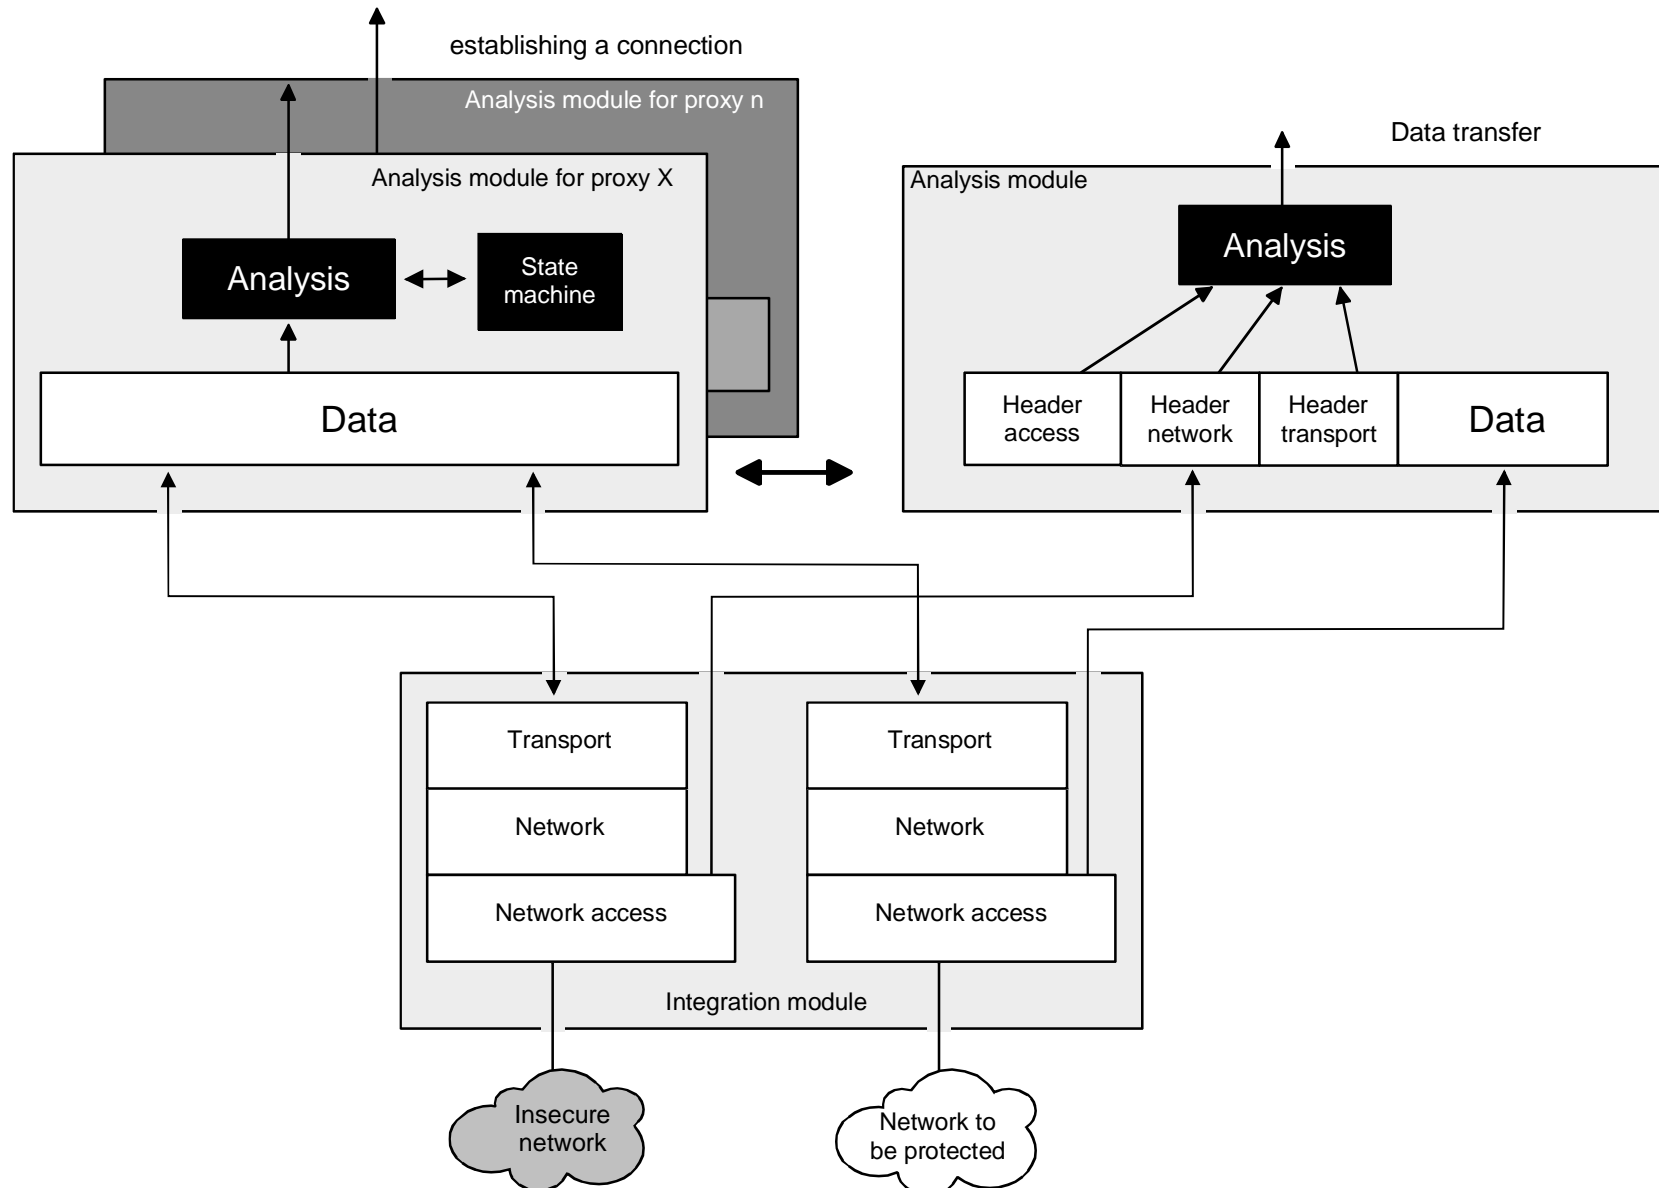 establishing a connection
Analysis module for proxy n
Data transfer
Analysis module for proxy X
Analysis module
Analysis
State
machine
Analysis
Data
Header
access
Header
network
Header
transport
Data
Transport
Transport
Network
Network
Network access
Network access
Integration module
Insecure
network
Network to
be protected